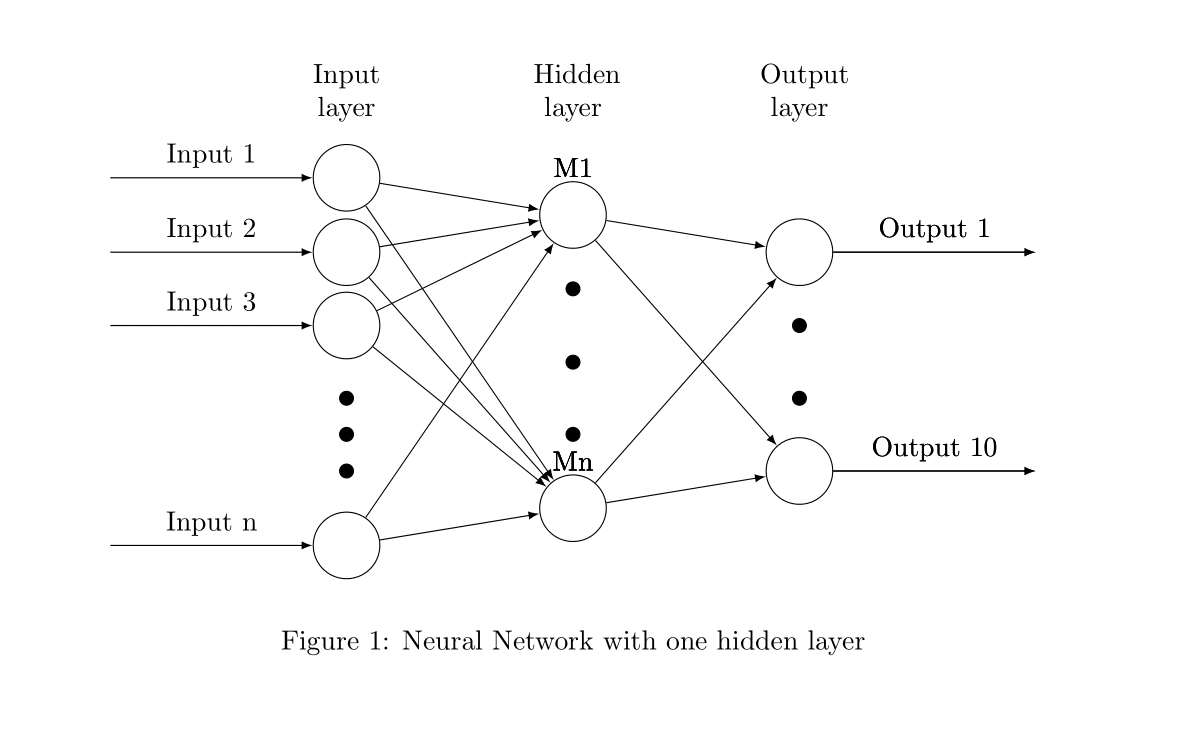 Input
layer
Hidden
layer
Output
layer
Input 1
M1
Input 2
Output 1
Input 3
Output 10
Mn
Input n
Figure 1: Neural Network with one hidden layer